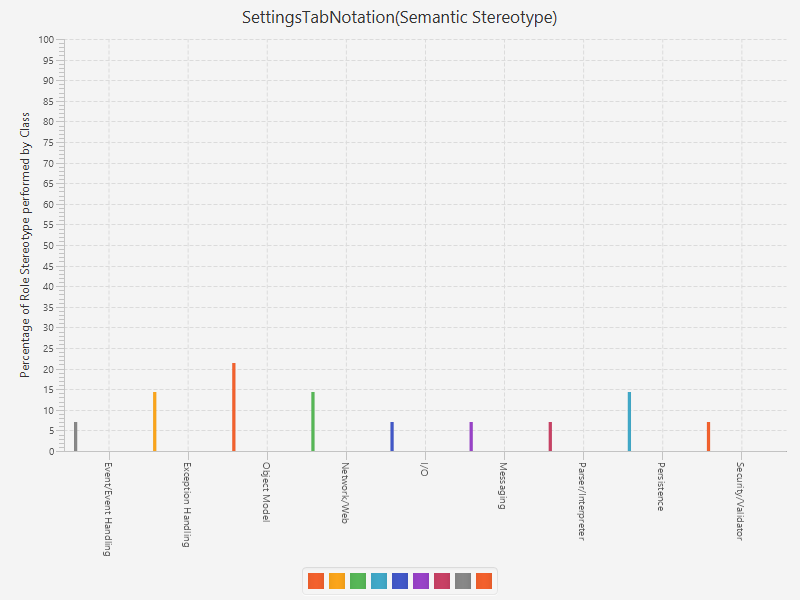 SettingsTabNotation(Semantic Stereotype)
Percentage of Role Stereotype performed by Class
100
95
90
85
80
75
70
65
60
55
50
45
40
35
30
25
20
15
10
5
0
Event/Event Handling
Exception Handling
Object Model
Network/Web
I/O
Messaging
Parser/Interpreter
Persistence
Security/Validator